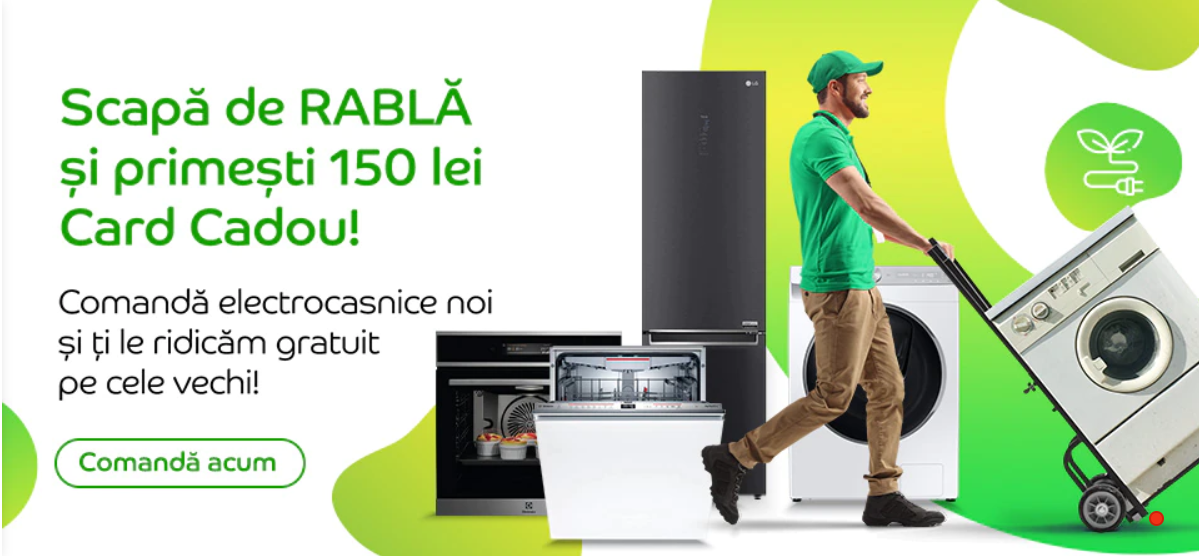 Scapă de RABLĂ
și primești 150 lei
Card Cadou!
Comandă electrocasnice noi
și ți le ridicăm gratuit
pe cele vechi!
Comandă acum
LG